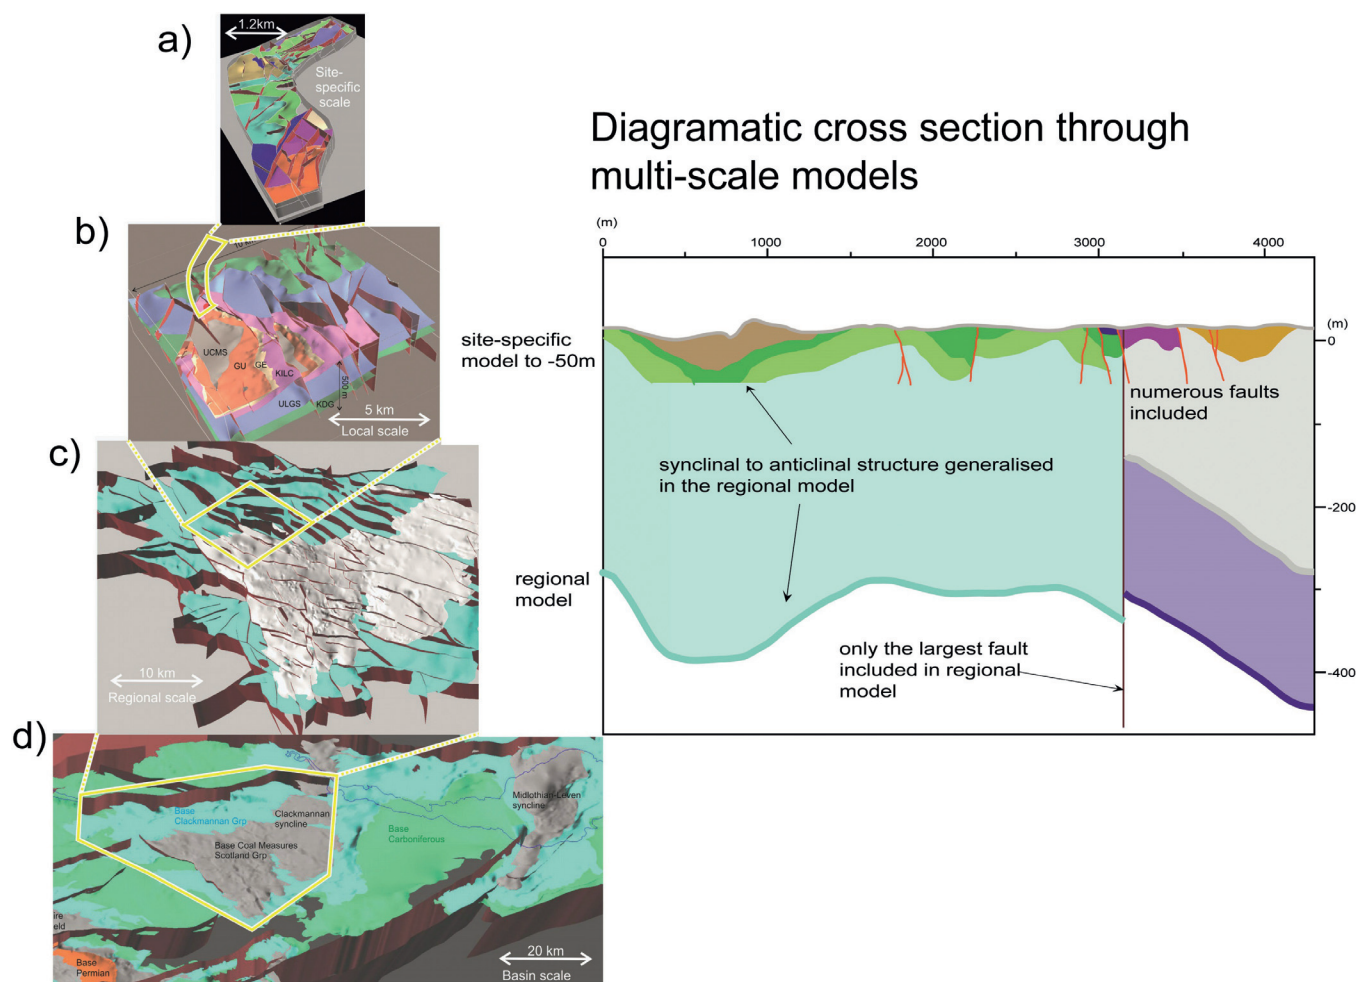 a)
1.2km
Site-
specific
scale
b)
10 km
UCMS
GU
GE
KILC
ULGS
KDG
500 m
5 km
Local scale
c)
10 km
Regional scale
d)
Base
Clackmannan Grp
Clackmannan
syncline
Base Coal Measures
Scotland Grp
Base
Carboniferous
Midlothian-Leven
syncline
ire
eld
Base
Permian
20 km
Basin scale
Diagramatic cross section through
multi-scale models
(m)
0
1000
2000
3000
4000
site-specific
model to -50m
(m)
0
-200
-400
numerous faults
included
synclinal to anticlinal structure generalised
in the regional model
regional
model
only the largest fault
included in regional
model